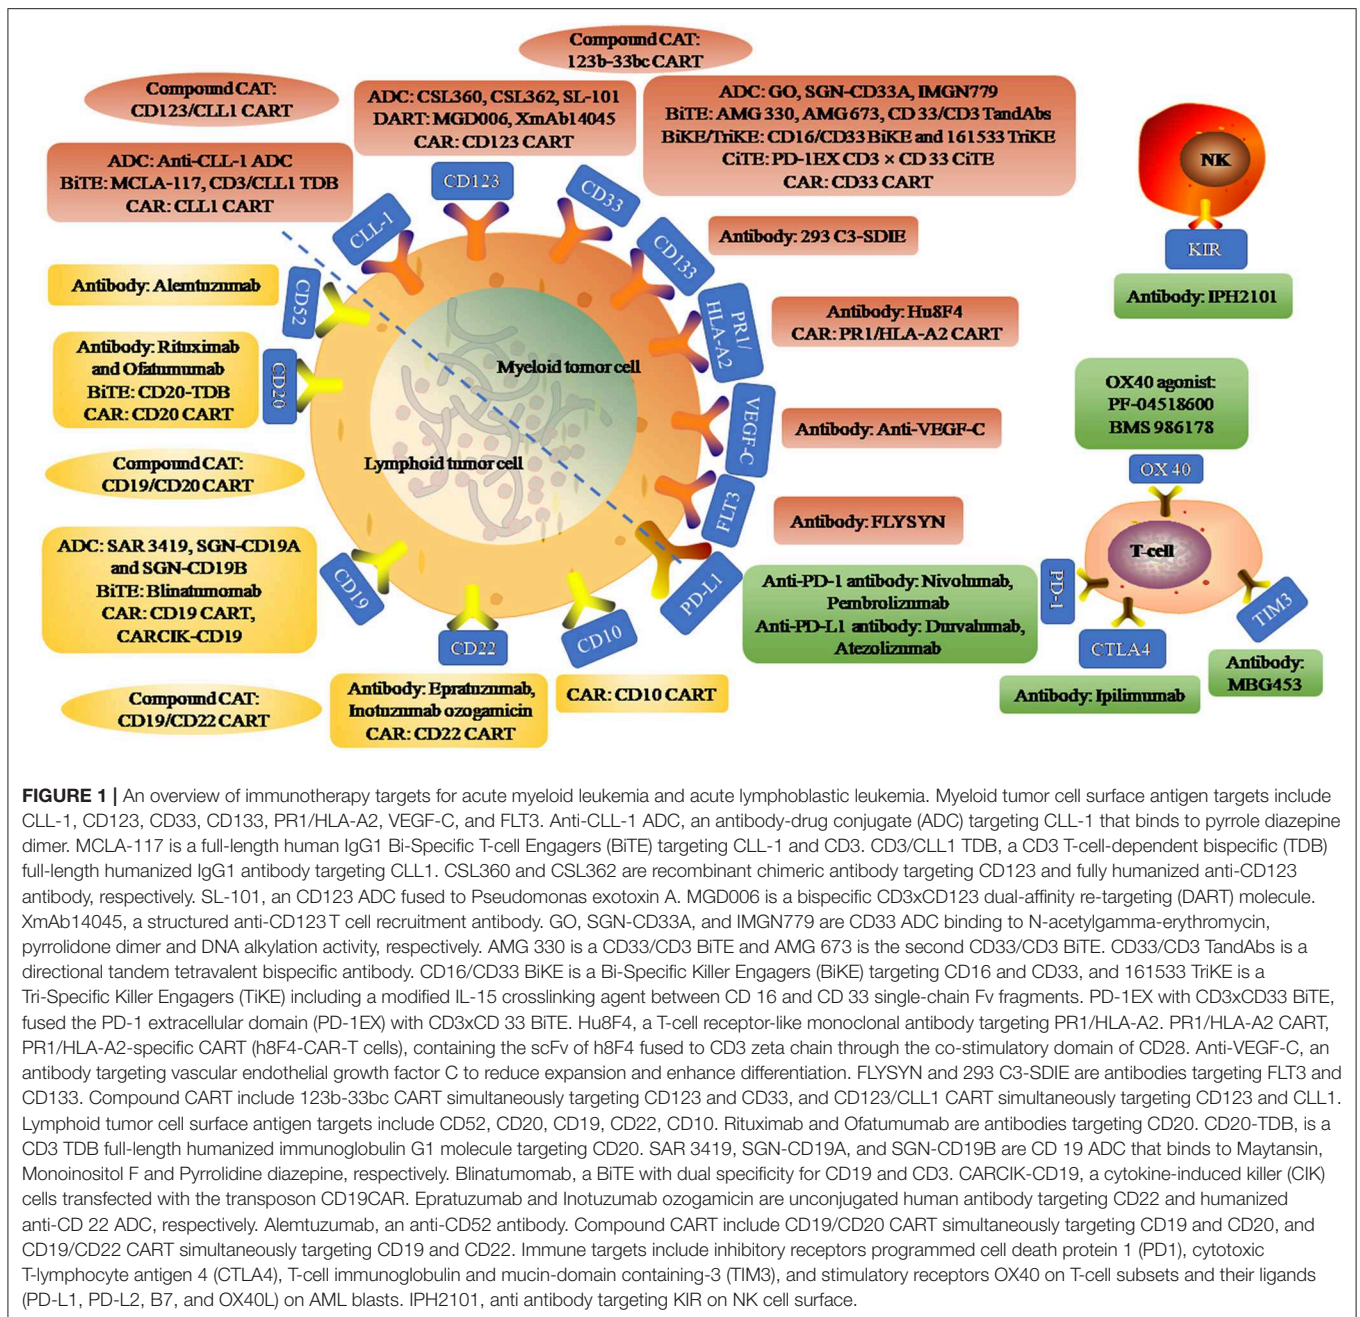 Compound CAT:
123b-33bc CART
Compound CAT:
CD123/CLL1 CART
ADC: CSL360, CSL362, SL-101
DART: MGD006, XmAb14045
CAR: CD123 CART
ADC: GO, SGN-CD33A, IMGN779
BiTE: AMG 330, AMG 673, CD 33/CD3 TandAbs
BiKE/TriKE: CD16/CD33 BiKE and 161533 TriKE
CiTE: PD-1EX CD3 × CD 33 CiTE
CAR: CD33 CART
ADC: Anti-CLL-1 ADC
BiTE: MCLA-117, CD3/CLL1 TDB
CAR: CLL1 CART
CLL-1
CD123
CD33
CD133
Antibody: 293 C3-SDIE
NK
KIR
Antibody: IPH2101
Antibody: Alemtuzumab
CD52
PR1/
HLA-A2
Antibody: Hu8F4
CAR: PR1/HLA-A2 CART
Antibody: Rituximab
and Ofatumumab
BiTE: CD20-TDB
CAR: CD20 CART
CD20
Myeloid tomor cell
VEGF-C
Antibody: Anti-VEGF-C
OX40 agonist:
PF-04518600
BMS 986178
OX 40
Compound CAT:
CD19/CD20 CART
Lymphoid tumor cell
FLT3
Antibody: FLYSYN
T-cell
ADC: SAR 3419, SGN-CD19A
and SGN-CD19B
BiTE: Blinatumomab
CAR: CD19 CART,
CARCIK-CD19
CD19
CD22
CD10
PD-L1
Anti-PD-1 antibody: Nivolumab,
Pembrolizumab
Anti-PD-L1 antibody: Durvalumab,
Atezolizumab
PD-1
CTLA4
TIM3
Antibody: Ipilimumab
Antibody:
MBG453
Compound CAT:
CD19/CD22 CART
Antibody: Epratuzumab,
Inotuzumab ozogamicin
CAR: CD22 CART
CAR: CD10 CART
FIGURE 1 | An overview of immunotherapy targets for acute myeloid leukemia and acute lymphoblastic leukemia. Myeloid tumor cell surface antigen targets include
CLL-1, CD123, CD33, CD133, PR1/HLA-A2, VEGF-C, and FLT3. Anti-CLL-1 ADC, an antibody-drug conjugate (ADC) targeting CLL-1 that binds to pyrrole diazepine
dimer. MCLA-117 is a full-length human IgG1 Bi-Specific T-cell Engagers (BiTE) targeting CLL-1 and CD3. CD3/CLL1 TDB, a CD3 T-cell-dependent bispecific (TDB)
full-length humanized IgG1 antibody targeting CLL1. CSL360 and CSL362 are recombinant chimeric antibody targeting CD123 and fully humanized anti-CD123
antibody, respectively. SL-101, an CD123 ADC fused to Pseudomonas exotoxin A. MGD006 is a bispecific CD3xCD123 dual-affinity re-targeting (DART) molecule.
XmAb14045, a structured anti-CD123 T cell recruitment antibody. GO, SGN-CD33A, and IMGN779 are CD33 ADC binding to N-acetylgamma-erythromycin,
pyrrolidone dimer and DNA alkylation activity, respectively. AMG 330 is a CD33/CD3 BiTE and AMG 673 is the second CD33/CD3 BiTE. CD33/CD3 TandAbs is a
directional tandem tetravalent bispecific antibody. CD16/CD33 BiKE is a Bi-Specific Killer Engagers (BiKE) targeting CD16 and CD33, and 161533 TriKE is a
Tri-Specific Killer Engagers (TiKE) including a modified IL-15 crosslinking agent between CD 16 and CD 33 single-chain Fv fragments. PD-1EX with CD3xCD33 BiTE,
fused the PD-1 extracellular domain (PD-1EX) with CD3xCD 33 BiTE. Hu8F4, a T-cell receptor-like monoclonal antibody targeting PR1/HLA-A2. PR1/HLA-A2 CART,
PR1/HLA-A2-specific CART (h8F4-CAR-T cells), containing the scFv of h8F4 fused to CD3 zeta chain through the co-stimulatory domain of CD28. Anti-VEGF-C, an
antibody targeting vascular endothelial growth factor C to reduce expansion and enhance differentiation. FLYSYN and 293 C3-SDIE are antibodies targeting FLT3 and
CD133. Compound CART include 123b-33bc CART simultaneously targeting CD123 and CD33, and CD123/CLL1 CART simultaneously targeting CD123 and CLL1.
Lymphoid tumor cell surface antigen targets include CD52, CD20, CD19, CD22, CD10. Rituximab and Ofatumumab are antibodies targeting CD20. CD20-TDB, is a
CD3 TDB full-length humanized immunoglobulin G1 molecule targeting CD20. SAR 3419, SGN-CD19A, and SGN-CD19B are CD 19 ADC that binds to Maytansin,
Monoinositol F and Pyrrolidine diazepine, respectively. Blinatumomab, a BiTE with dual specificity for CD19 and CD3. CARCIK-CD19, a cytokine-induced killer (CIK)
cells transfected with the transposon CD19CAR. Epratuzumab and Inotuzumab ozogamicin are unconjugated human antibody targeting CD22 and humanized
anti-CD 22 ADC, respectively. Alemtuzumab, an anti-CD52 antibody. Compound CART include CD19/CD20 CART simultaneously targeting CD19 and CD20, and
CD19/CD22 CART simultaneously targeting CD19 and CD22. Immune targets include inhibitory receptors programmed cell death protein 1 (PD1), cytotoxic
T-lymphocyte antigen 4 (CTLA4), T-cell immunoglobulin and mucin-domain containing-3 (TIM3), and stimulatory receptors OX40 on T-cell subsets and their ligands
(PD-L1, PD-L2, B7, and OX40L) on AML blasts. IPH2101, anti antibody targeting KIR on NK cell surface.